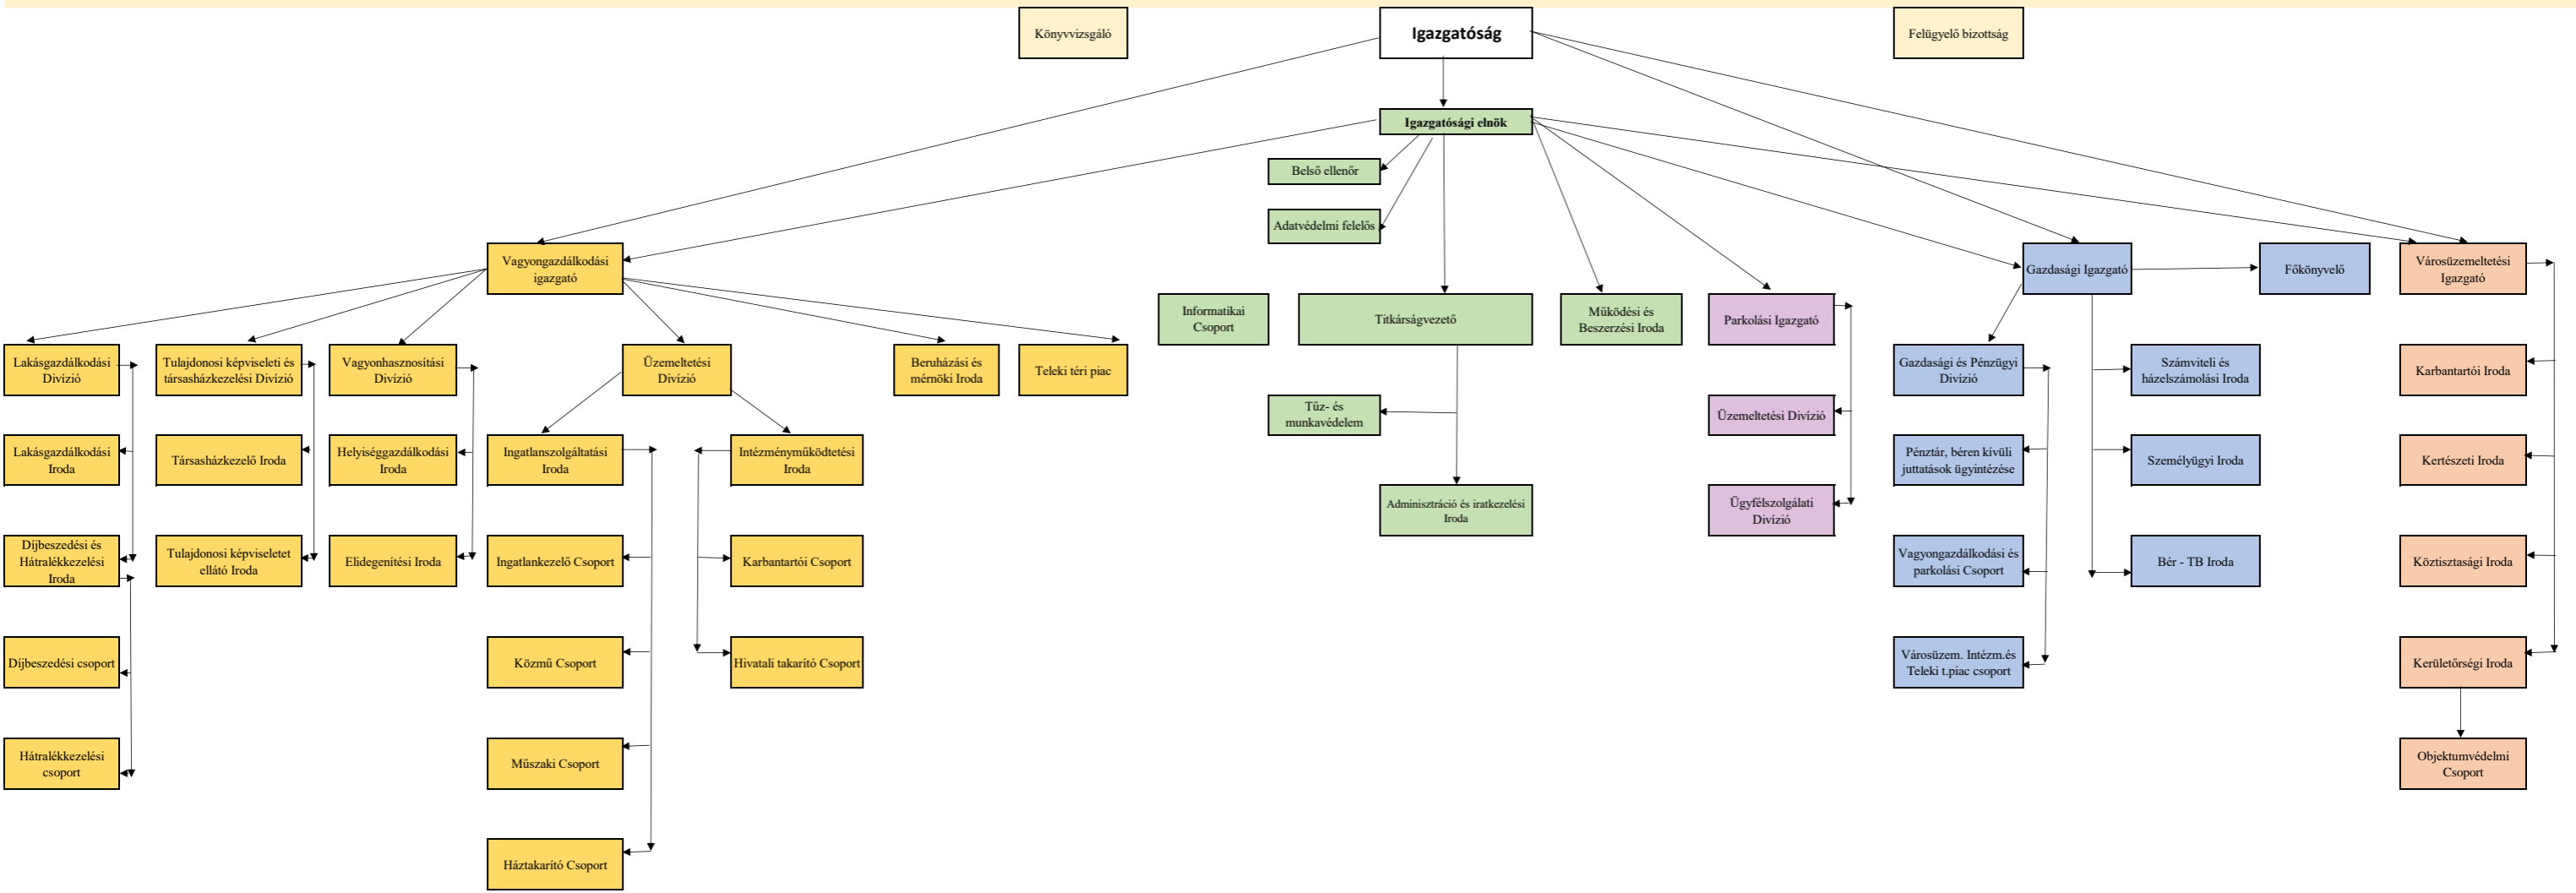 Könyvvizsgáló
Igazgatóság
Felügyelő bizottság
Igazgatósági elnök
Belső ellenőr
Adatvédelmi felelős
Vagyongazdálkodási
igazgató
Gazdasági Igazgató
Főkönyvelő
Városüzemeltetési
Igazgató
Informatikai
Csoport
Titkárságvezető
Működési és
Beszerzési Iroda
Parkolási Igazgató
Lakásgazdálkodási
Divízió
Tulajdonosi képviseleti és
társasházkezelési Divízió
Vagyonhasznosítási
Divízió
Üzemeltetési
Divízió
Beruházási és
mérnöki Iroda
Teleki téri piac
Gazdasági és Pénzügyi
Divízió
Számviteli és
házelszámolási Iroda
Karbantartói Iroda
Tűz- és
munkavédelem
Üzemeltetési Divízió
Lakásgazdálkodási
Iroda
Társasházkezelő Iroda
Helyiséggazdálkodási
Iroda
Ingatlanszolgáltatási
Iroda
Intézményműködtetési
Iroda
Pénztár, béren kívüli
juttatások ügyintézése
Személyügyi Iroda
Kertészeti Iroda
Adminisztráció és iratkezelési
Iroda
Ügyfélszolgálati
Divízió
Díjbeszedési és
Hátralékkezelési
Iroda
Tulajdonosi képviseletet
ellátó Iroda
Elidegenítési Iroda
Ingatlankezelő Csoport
Karbantartói Csoport
Vagyongazdálkodási és
parkolási Csoport
Bér - TB Iroda
Köztisztasági Iroda
Díjbeszedési csoport
Közmű Csoport
Hivatali takarító Csoport
Városüzem. Intézm.és
Teleki t.piac csoport
Kerületőrségi Iroda
Hátralékkezelési
csoport
Műszaki Csoport
Objektumvédelmi
Csoport
Háztakarító Csoport